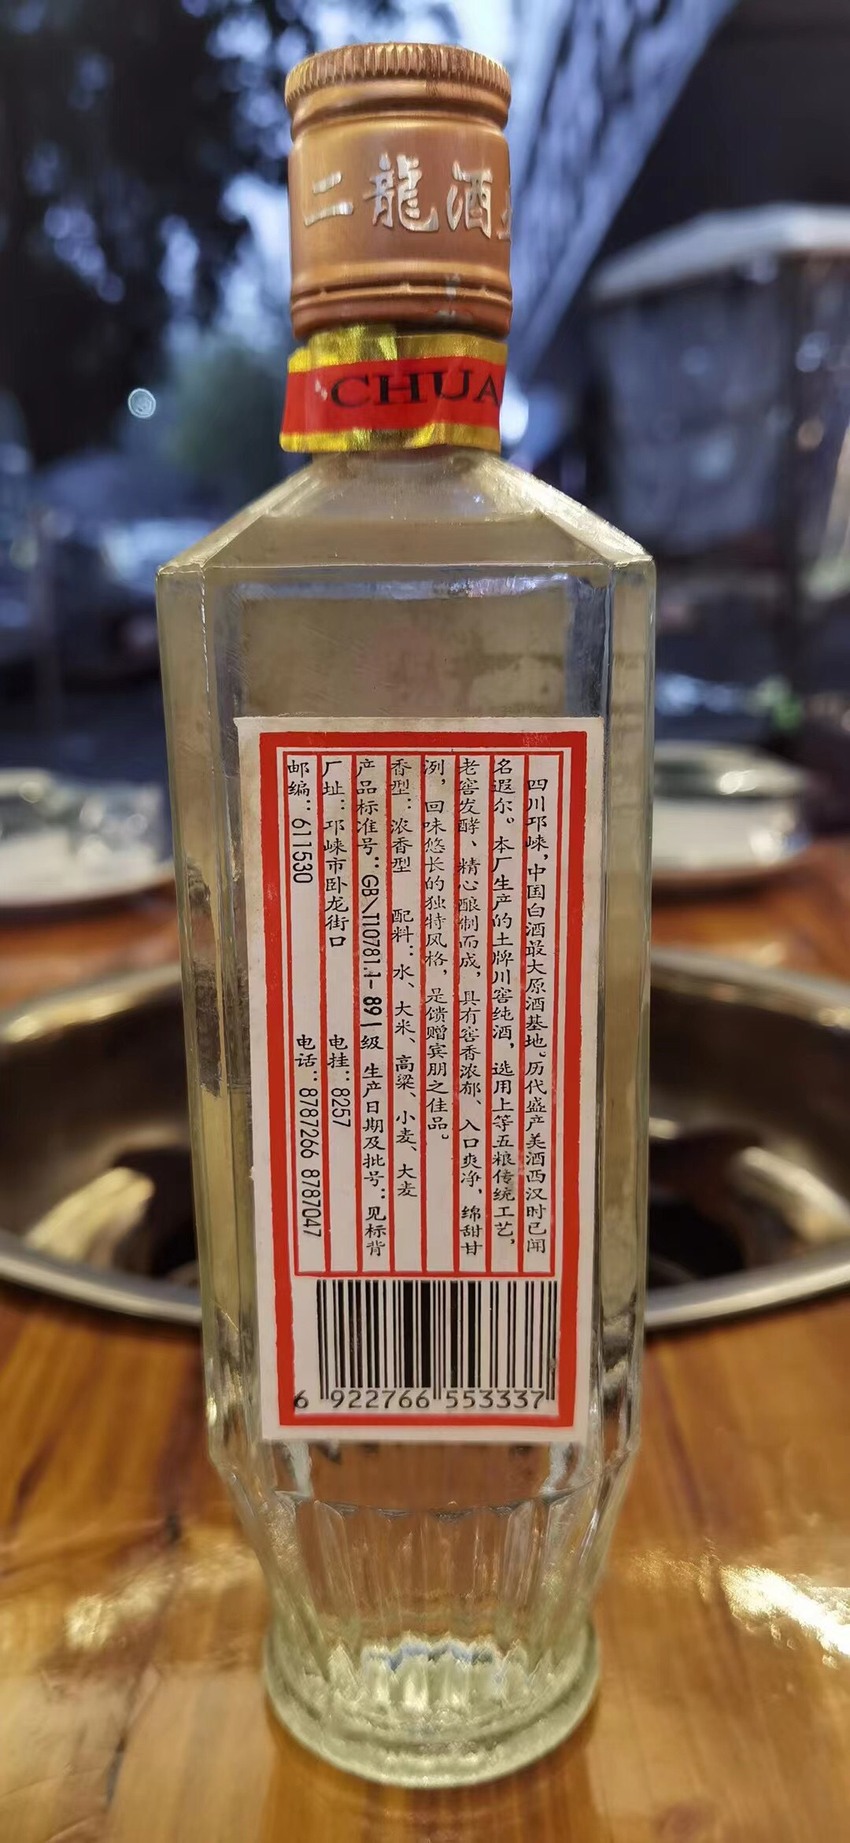 二龍酒
CHUA
四川邛崃，中国白酒最大原酒基地。历代盛产美酒西汉时已闻
名遐尔。本厂生产的土牌川窖纯酒，选用上等五粮传统工艺，
老窖发酵、精心酿制而成，具有窖香浓郁、入口爽净，绵甜甘
洌，回味悠长的独特风格，是馈赠宾朋之佳品。
香型：浓香型 配料：水、大米、高粱、小麦、大麦
产品标准号：GB\T10781.1-89 I级 生产日期及批号：见标背
厂址：邛崃市卧龙街口 电挂：8257
邮编：611530 电话：8787266 8787047
6 922766 553337